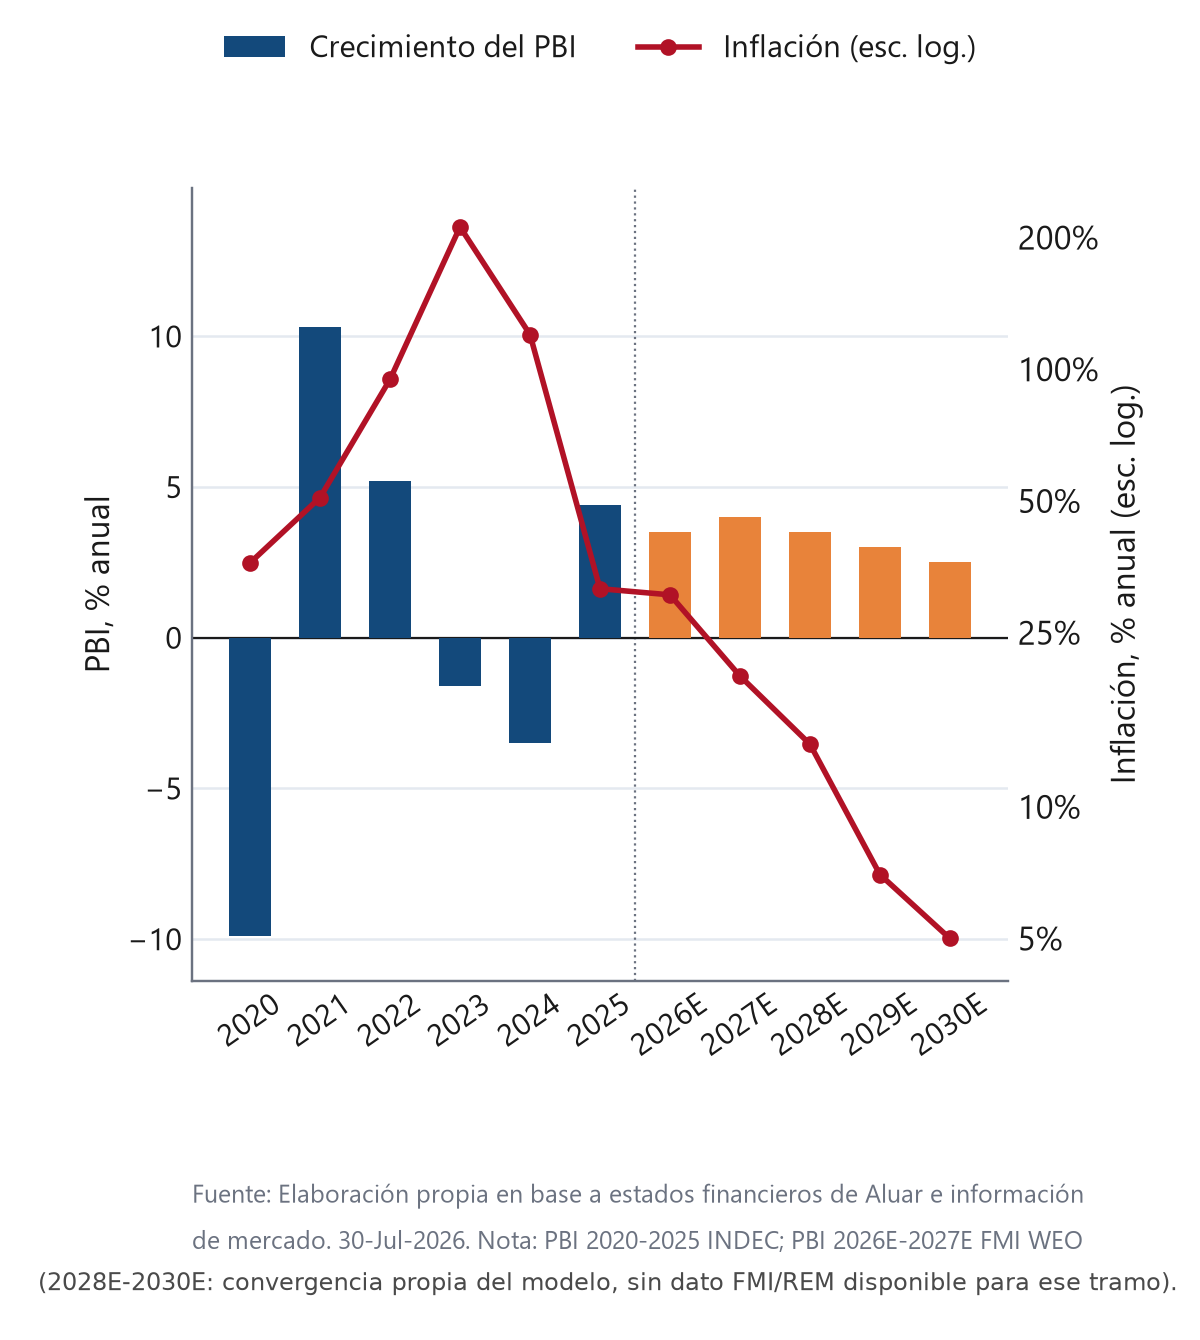 Crecimiento del PBI
Inflación (esc. log.)
PBI, % anual
10
5
0
−5
−10
200%
100%
50%
25%
10%
5%
Inflación, % anual (esc. log.)
2020
2021
2022
2023
2024
2025
2026E
2027E
2028E
2029E
2030E
Fuente: Elaboración propia en base a estados financieros de Aluar e información
de mercado. 30-Jul-2026. Nota: PBI 2020-2025 INDEC; PBI 2026E-2027E FMI WEO
(2028E-2030E: convergencia propia del modelo, sin dato FMI/REM disponible para ese tramo).